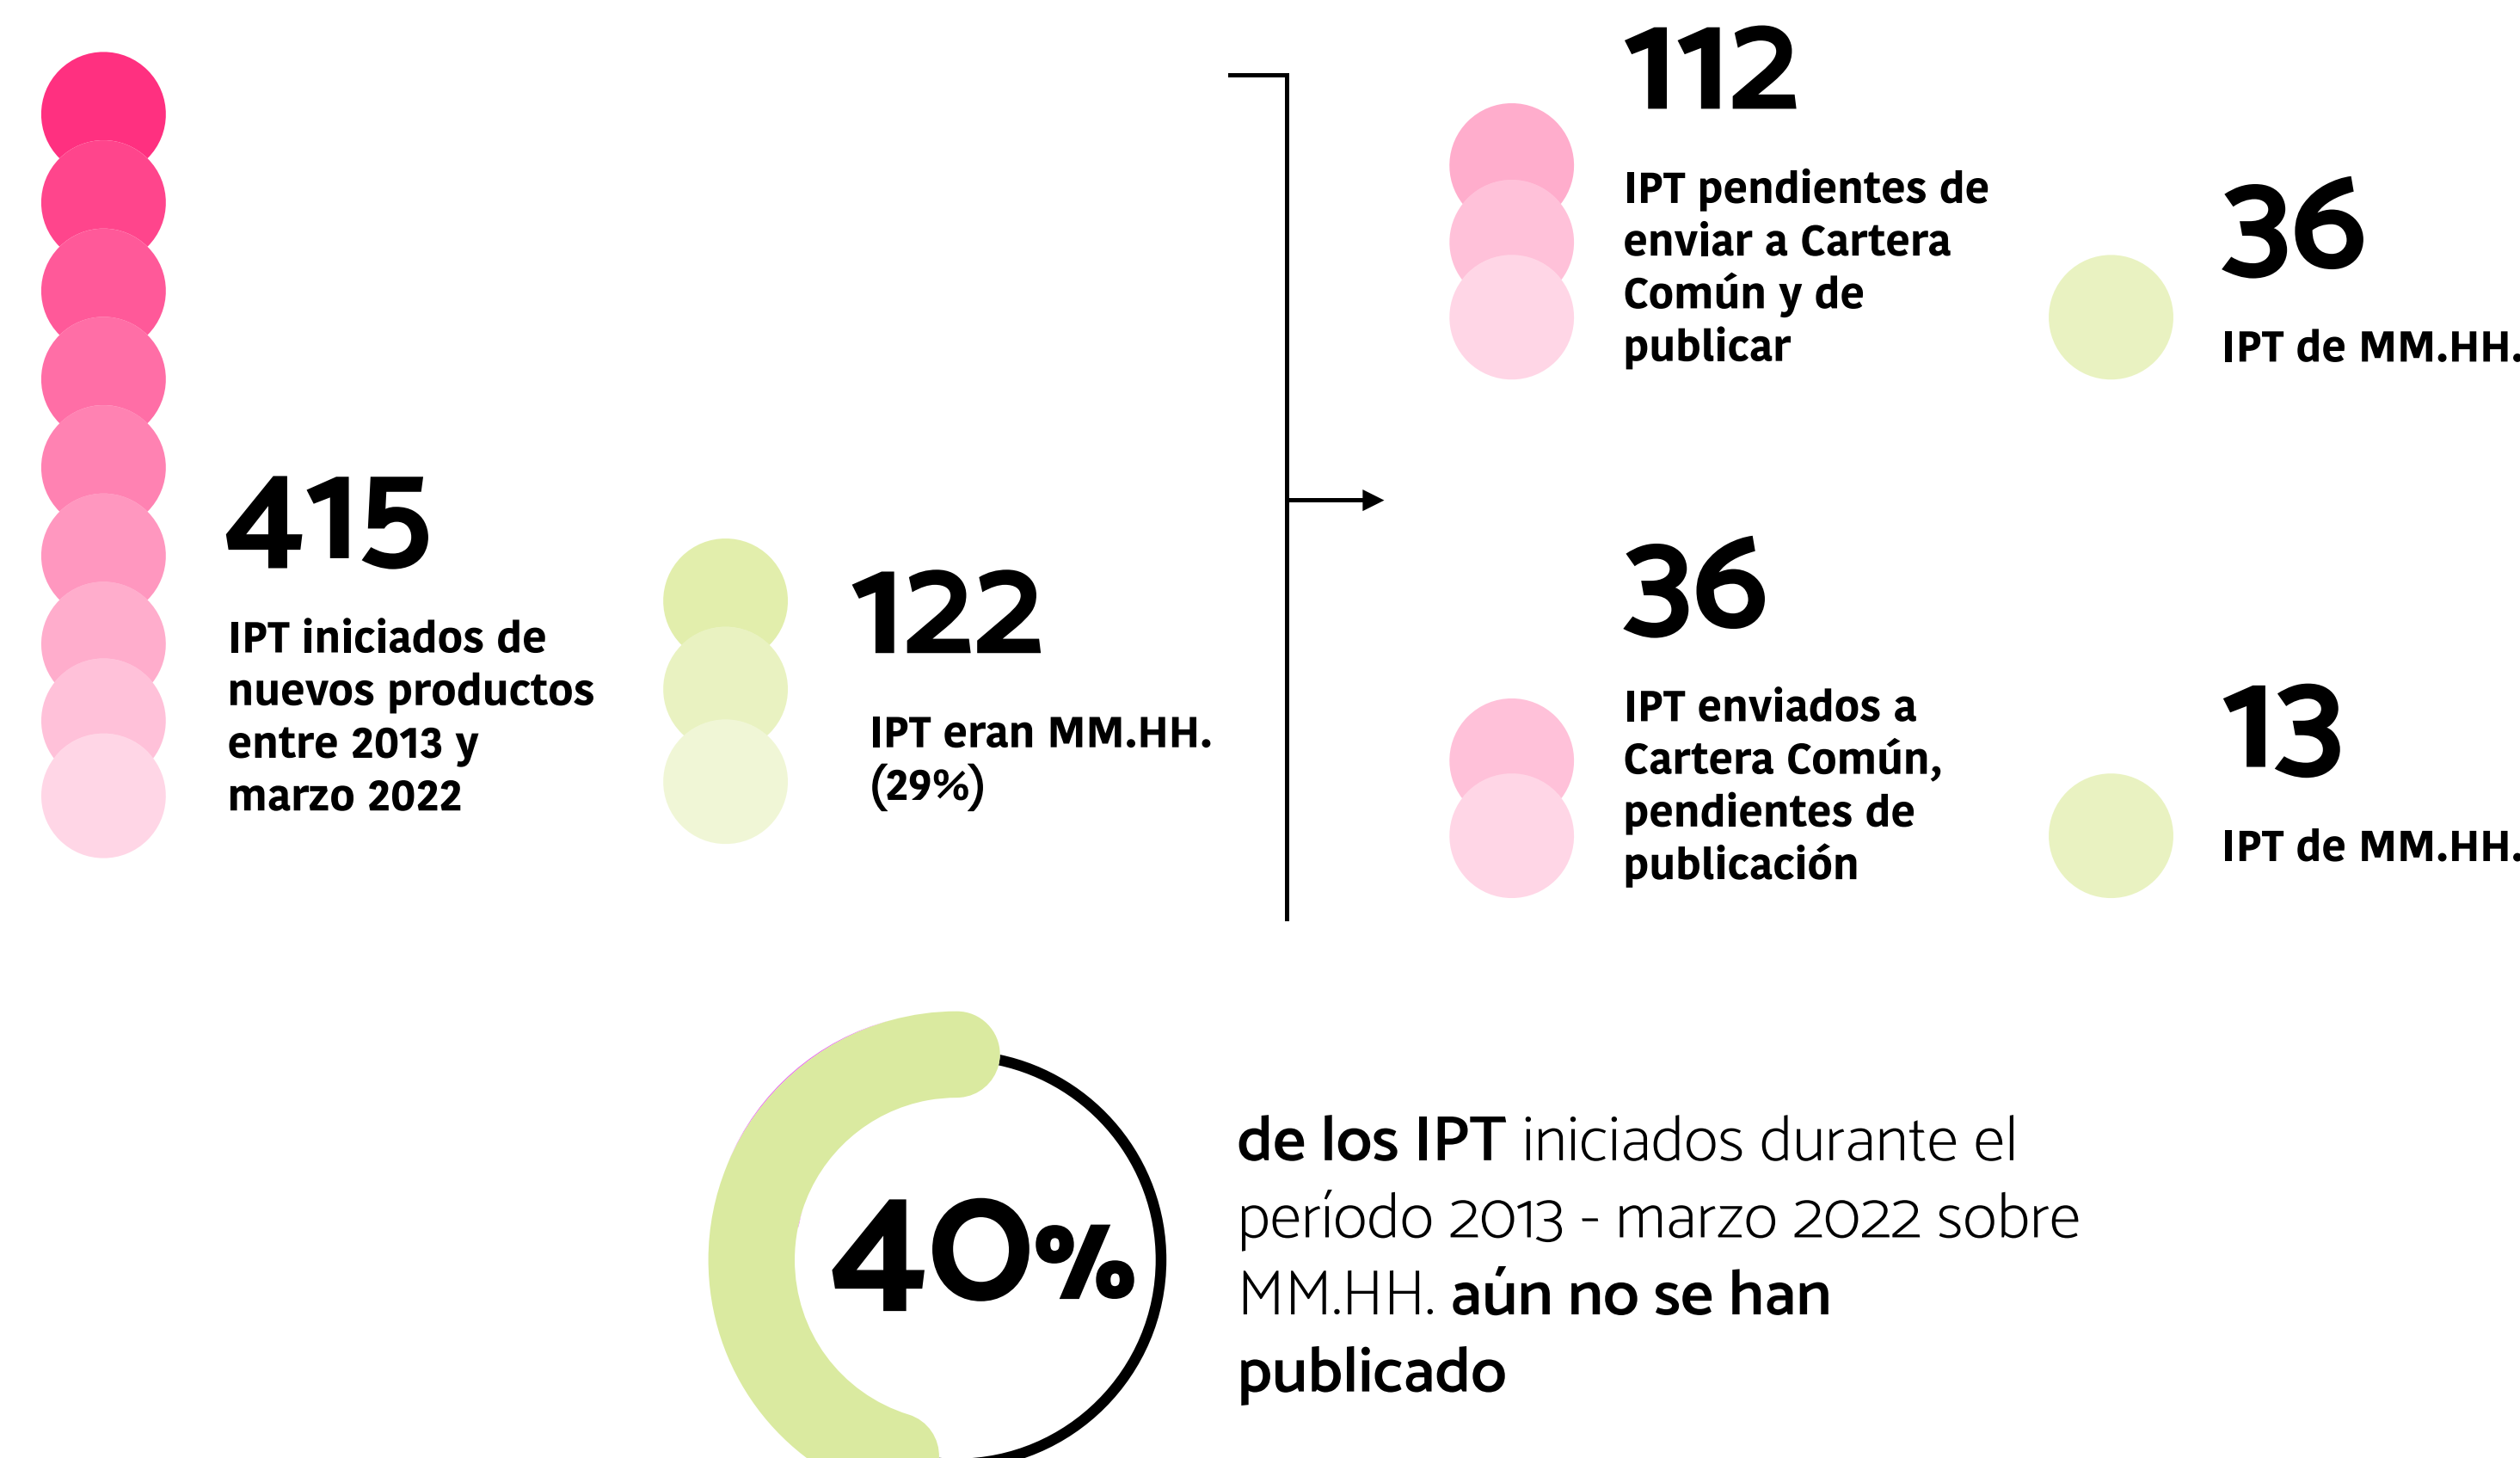 415
IPT iniciados de
nuevos productos
entre 2013 y
marzo 2022
122
IPT eran MM.HH.
(29%)
112
IPT pendientes de
enviar a Cartera
Común y de
publicar
36
IPT de MM.HH.
36
IPT enviados a
Cartera Común,
pendientes de
publicación
13
IPT de MM.HH.
40%
de los IPT iniciados durante el
período 2013 - marzo 2022 sobre
MM.HH. aún no se han
publicado